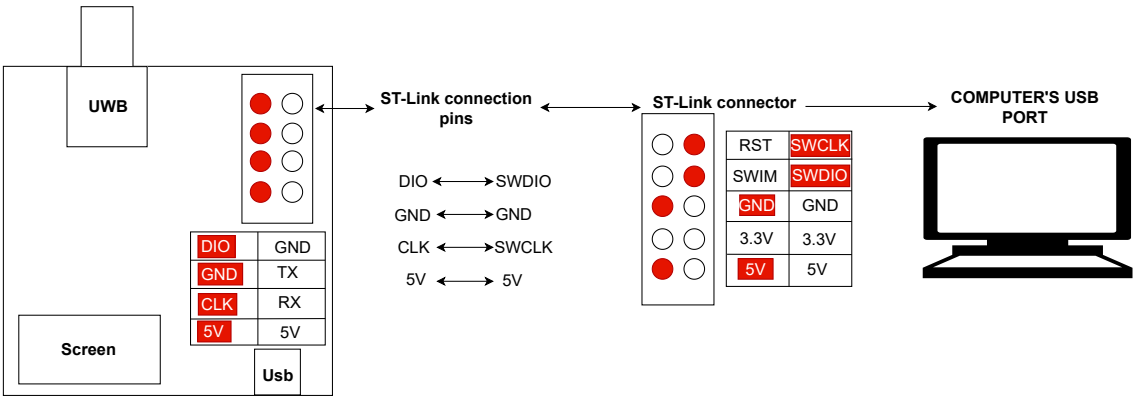 UWB
ST-Link connection
pins
ST-Link connector
COMPUTER'S USB
PORT
RST SWCLK
SWIM SWDIO
GND GND
3.3V 3.3V
5V 5V
DIO SWDIO
GND GND
CLK SWCLK
5V 5V
DIO GND
GND TX
CLK RX
5V 5V
Screen
Usb